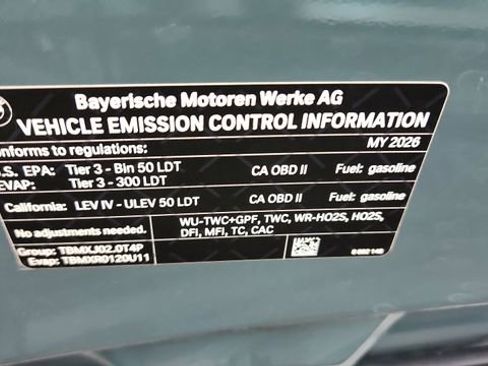 Bayerische Motoren Werke AG
VEHICLE EMISSION CONTROL INFORMATION
onforms to regulations: MY 2026
.S. EPA: Tier 3 - Bin 50 LDT CA OBD II Fuel: gasoline
EVAP: Tier 3 - 300 LDT
California: LEV IV - ULEV 50 LDT CA OBD II Fuel: gasoline
No adjustments needed. WU-TWC+GPF, TWC, WR-HO2S, HO2S,
DFI, MFI, TC, CAC
Group: TBMXJ02.0T4P
Evap: TBMXR0120U11